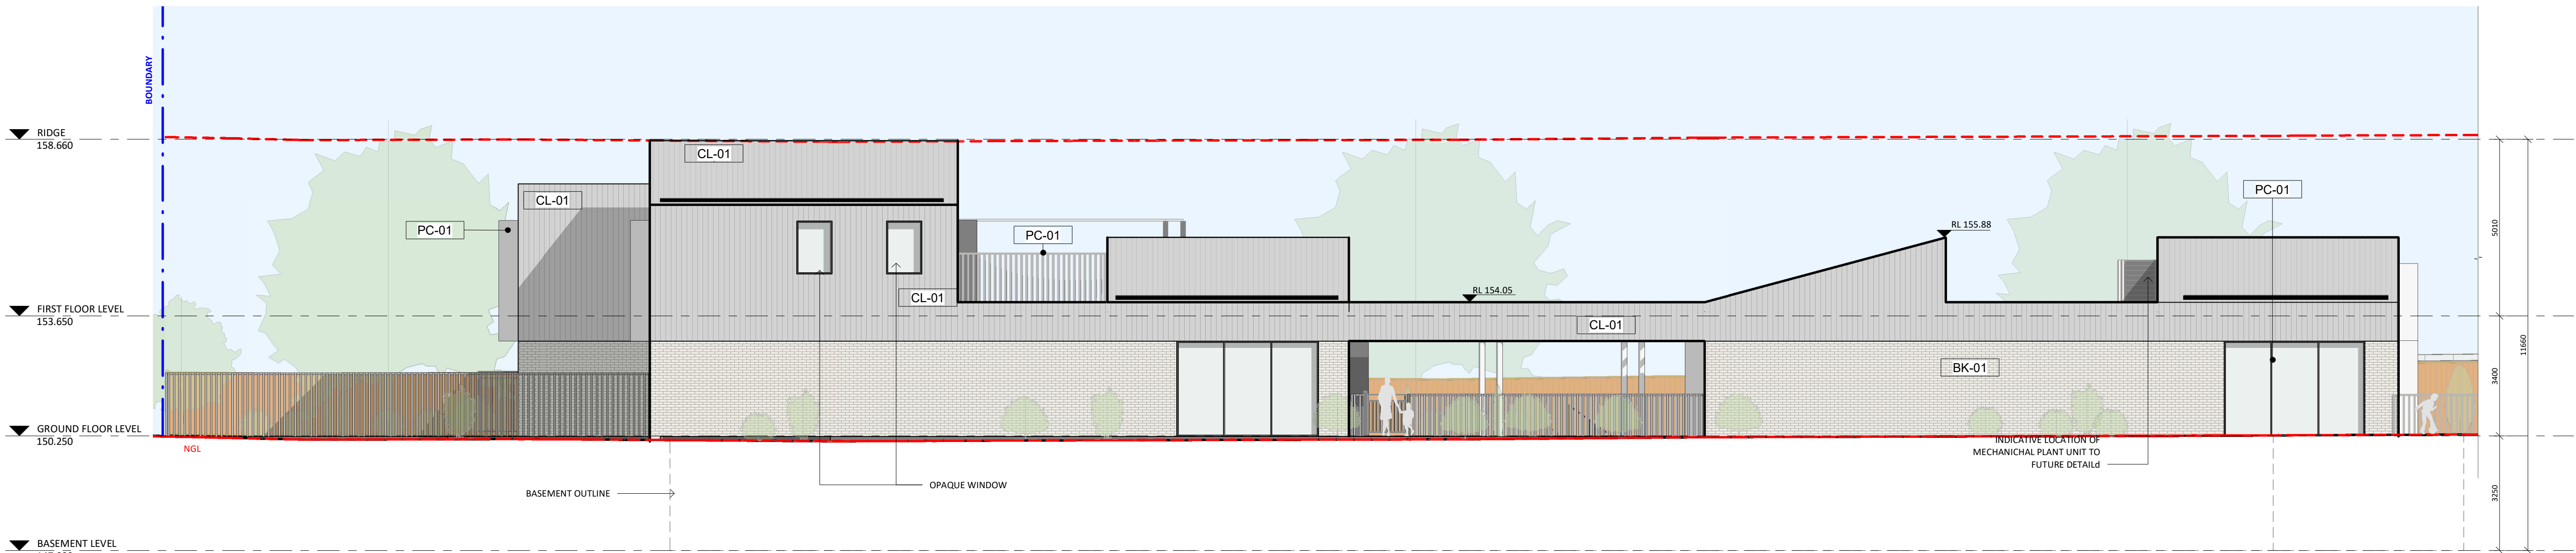 BOUNDARY
RIDGE
158.660
CL-01
CL-01
PC-01
PC-01
PC-01
RL 155.88
5010
RL 154.05
CL-01
FIRST FLOOR LEVEL
153.650
CL-01
11660
BK-01
3400
GROUND FLOOR LEVEL
150.250
NGL
INDICATIVE LOCATION OF
MECHANICHAL PLANT UNIT TO
FUTURE DETAILd
OPAQUE WINDOW
BASEMENT OUTLINE
3250
BASEMENT LEVEL